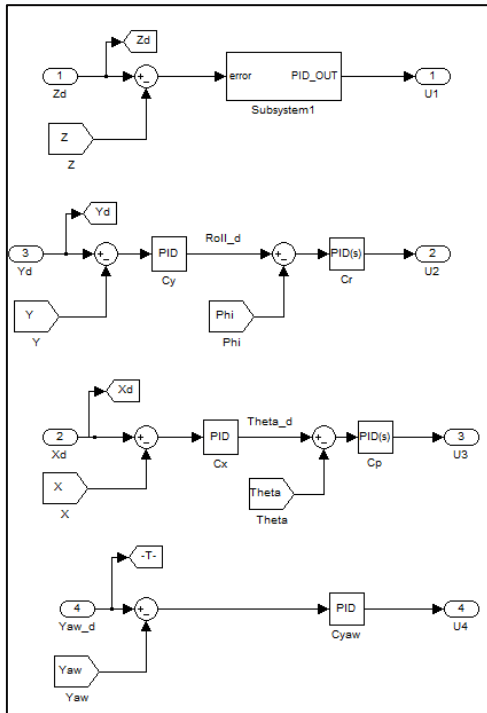 Zd
1
Zd
+
-
error PID_OUT
Subsystem1
1
U1
Z
Z
Yd
3
Yd
+
-
PID
Cy
Roll_d
+
-
PID(s)
Cr
2
U2
Y
Y
Phi
Phi
Xd
2
Xd
+
-
PID
Cx
Theta_d
+
-
PID(s)
Cp
3
U3
X
X
Theta
Theta
-T-
4
Yaw_d
+
-
PID
Cyaw
4
U4
Yaw
Yaw